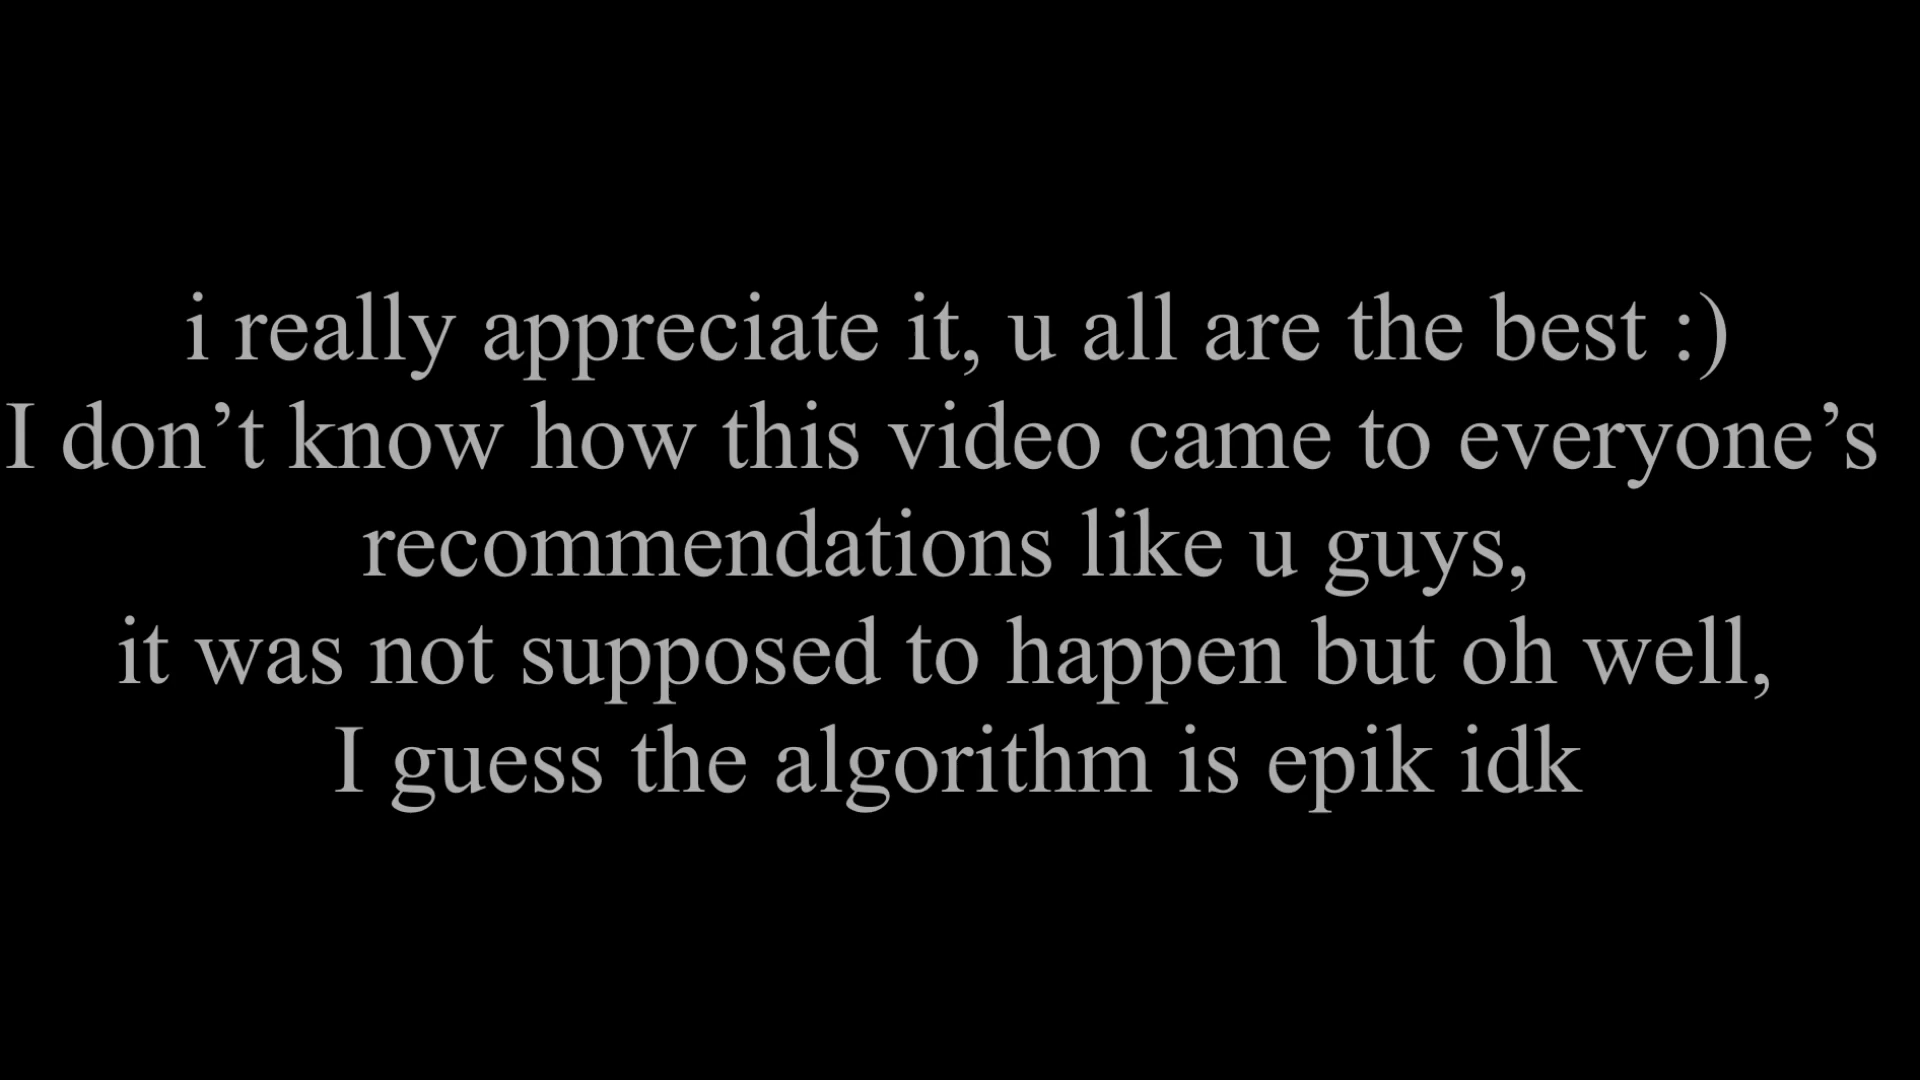 i really appreciate it, u all are the best :)
I don’t know how this video came to everyone’s
recommendations like u guys,
it was not supposed to happen but oh well,
I guess the algorithm is epik idk